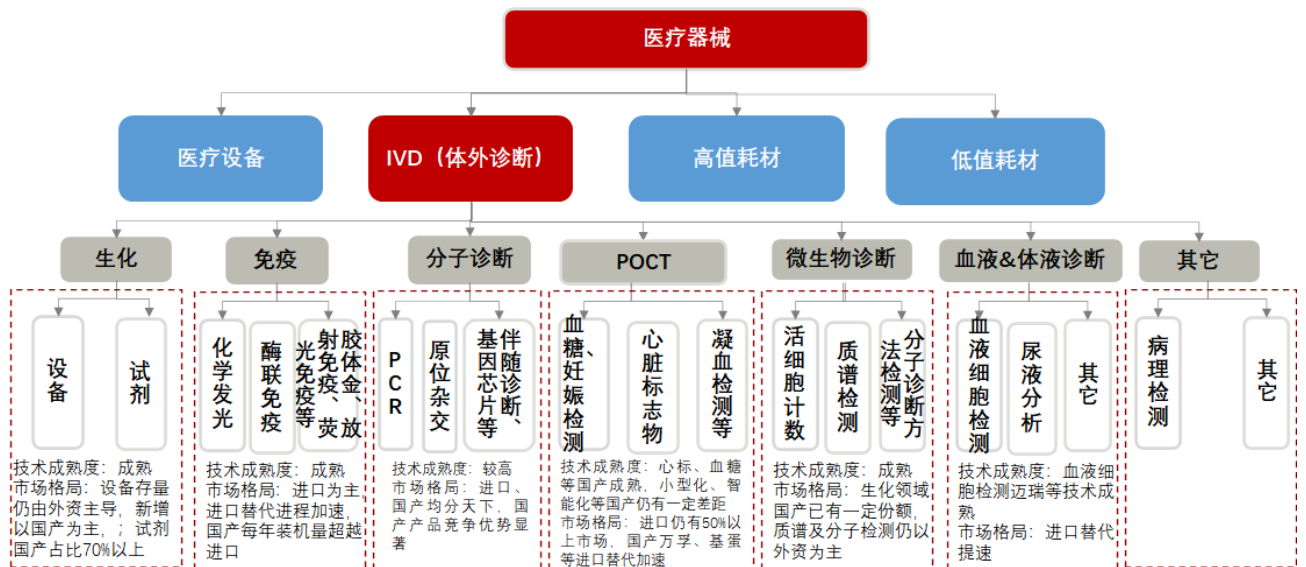 医疗器械
医疗设备
IVD（体外诊断）
高值耗材
低值耗材
生化
免疫
分子诊断
POCT
微生物诊断
血液&体液诊断
其它
设备
试剂
化学发光
酶联免疫
胶体金、放
射免疫、荧
光免疫等
PCR
原位杂交
伴随诊断、
基因芯片等
血糖、
妊娠检测
心脏标志物
凝血检测等
活细胞计数
质谱检测
分子诊断方
法检测等
血液细胞检测
尿液分析
其它
病理检测
其它
技术成熟度：成熟
市场格局：设备存量
仍由外资主导，新增
以国产为主，；试剂
国产占比70%以上
技术成熟度：成熟
市场格局：进口为主，
进口替代进程加速，
国产每年装机量超越
进口
技术成熟度：较高
市场格局：进口、
国产均分天下，国
产产品竞争优势显
著
技术成熟度：心标、血糖
等国产成熟，小型化、智
能化等国产仍有一定差距
市场格局：进口仍有50%以
上市场，国产万孚、基蛋
等进口替代加速
技术成熟度：成熟
市场格局：生化领域
国产已有一定份额，
质谱及分子检测仍以
外资为主
技术成熟度：血液细
胞检测迈瑞等技术成
熟
市场格局：进口替代
提速